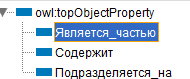 owl:topObjectProperty
Является_частью
Содержит
Подразделяется_на